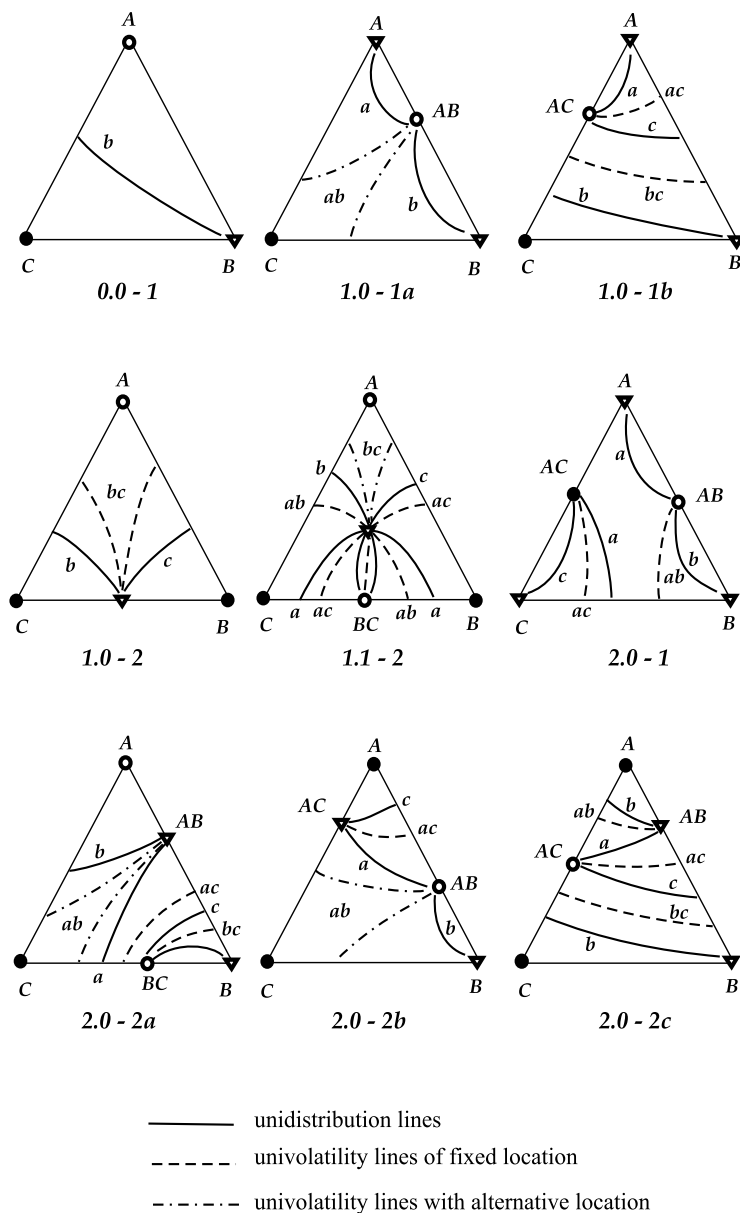 A A A
a AB AC a ac
b c
ab b b bc
C B C B C B
0.0 - 1 1.0 - 1a 1.0 - 1b
A A A
bc b bc c AC a AB
ab ac
b c c a ab b
C B C a ac BC ab a B C ac B
1.0 - 2 1.1 - 2 2.0 - 1
A A A
AB AC c ab b AB
b ac a AC a ac
ab ac c bc ab AB b c bc b
C a BC B C B C B
2.0 - 2a 2.0 - 2b 2.0 - 2c
unidistribution lines
univolatility lines of fixed location
univolatility lines with alternative location